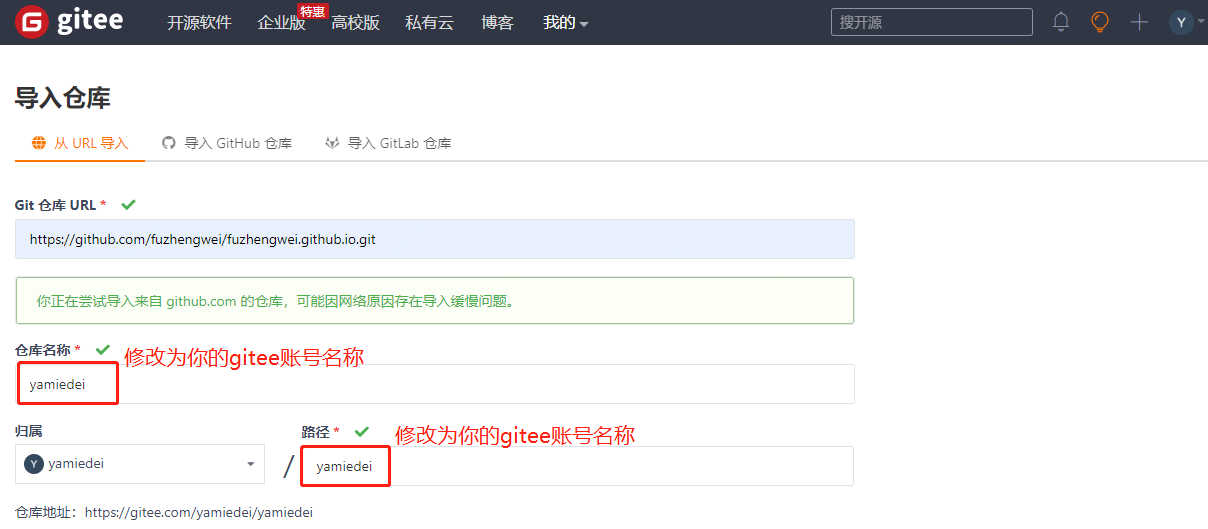 gitee 开源软件 企业版 特惠 高校版 私有云 博客 我的 搜开源 Y
导入仓库
从 URL 导入 导入 GitHub 仓库 导入 GitLab 仓库
Git 仓库 URL *
https://github.com/fuzhengwei/fuzhengwei.github.io.git
你正在尝试导入来自 github.com 的仓库，可能因网络原因存在导入缓慢问题。
仓库名称 * 修改为你的gitee账号名称
yamiedei
归属 路径 * 修改为你的gitee账号名称
Y yamiedei / yamiedei
仓库地址：https://gitee.com/yamiedei/yamiedei